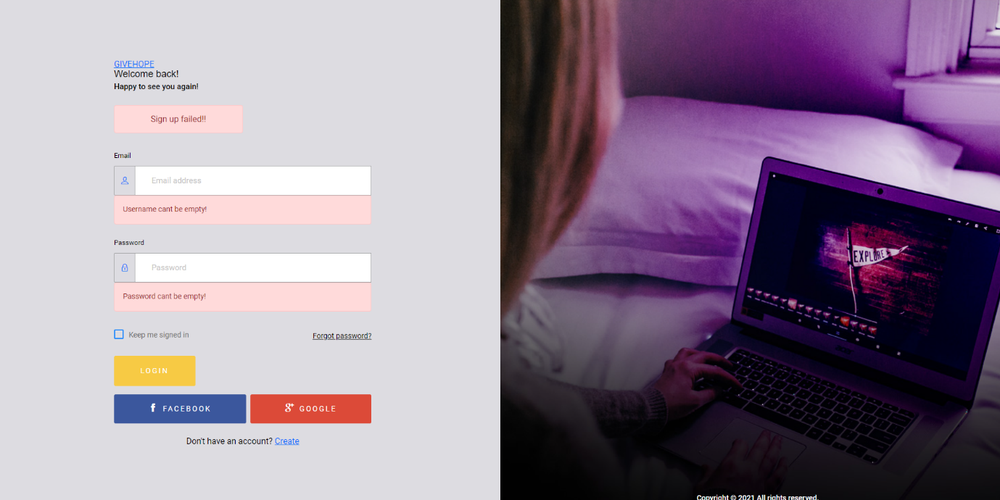 GIVEHOPE
Welcome back!
Happy to see you again!
Sign up failed!!
Email
Email address
Username cant be empty!
Password
Password
Password cant be empty!
Keep me signed in
Forgot password?
LOGIN
f FACEBOOK
g+ GOOGLE
Don't have an account? Create
EXPLORE
acer
Copyright © 2021 All rights reserved.